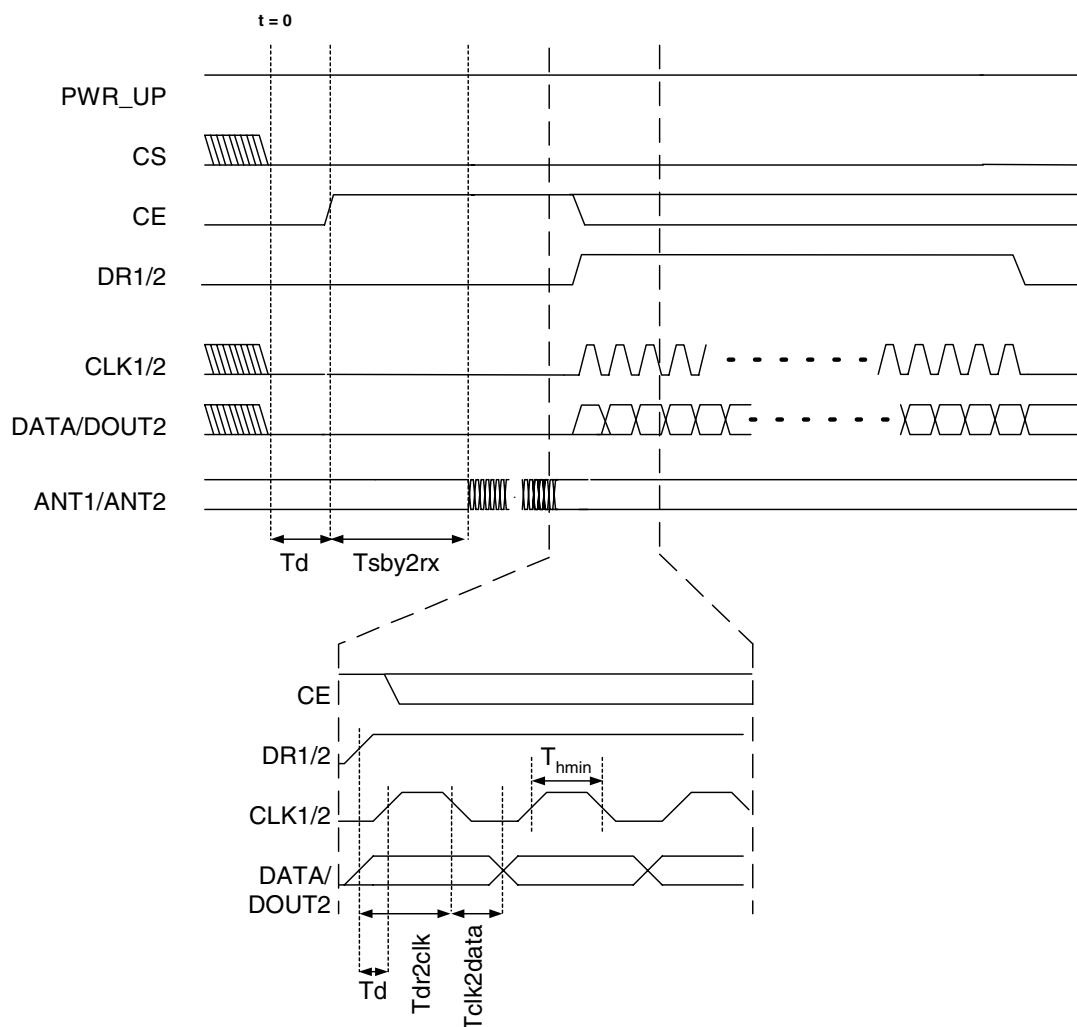 t = 0
PWR_UP
CS
CE
DR1/2
CLK1/2
DATA/DOUT2
ANT1/ANT2
Td
Tsby2rx
CE
DR1/2
Thmin
CLK1/2
DATA/
DOUT2
Td
Tdr2clk
Tclk2data